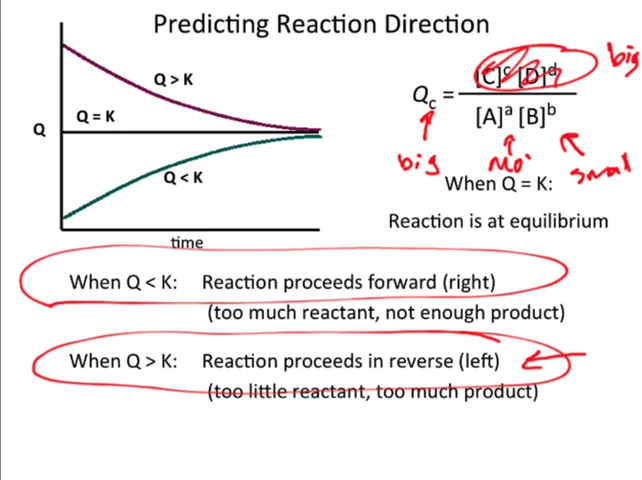 Predicting Reaction Direction
Q > K
Q = K
Q
Q < K
time
Q_c = [C]^c [D]^d / [A]^a [B]^b
big
big
small
When Q = K:
Reaction is at equilibrium
When Q < K: Reaction proceeds forward (right)
(too much reactant, not enough product)
When Q > K: Reaction proceeds in reverse (left)
(too little reactant, too much product)